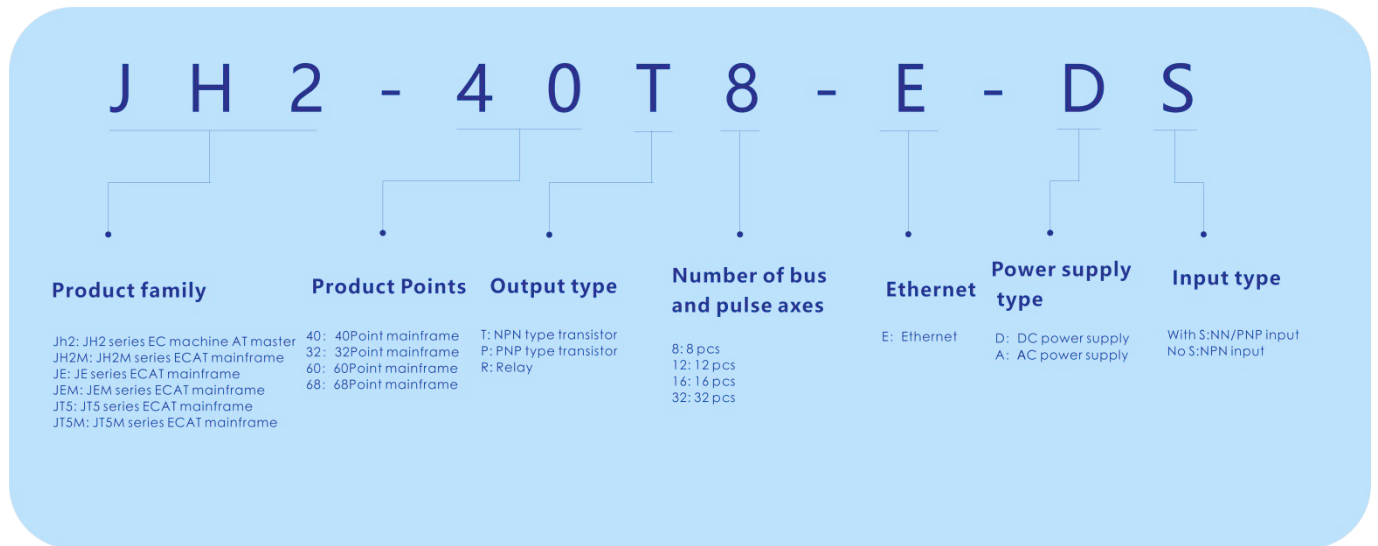 JH2-40T8-E-DS
Product family
Jh2: JH2 series EC machine AT master
JH2M: JH2M series ECAT mainframe
JE: JE series ECAT mainframe
JEM: JEM series ECAT mainframe
JT5: JT5 series ECAT mainframe
JT5M: JT5M series ECAT mainframe
Product Points
40: 40Point mainframe
32: 32Point mainframe
60: 60Point mainframe
68: 68Point mainframe
Output type
T: NPN type transistor
P: PNP type transistor
R: Relay
Number of bus
and pulse axes
8: 8 pcs
12: 12 pcs
16: 16 pcs
32: 32 pcs
Ethernet
E: Ethernet
Power supply
type
D: DC power supply
A: AC power supply
Input type
With S:NN/PNP input
No S:NPN input